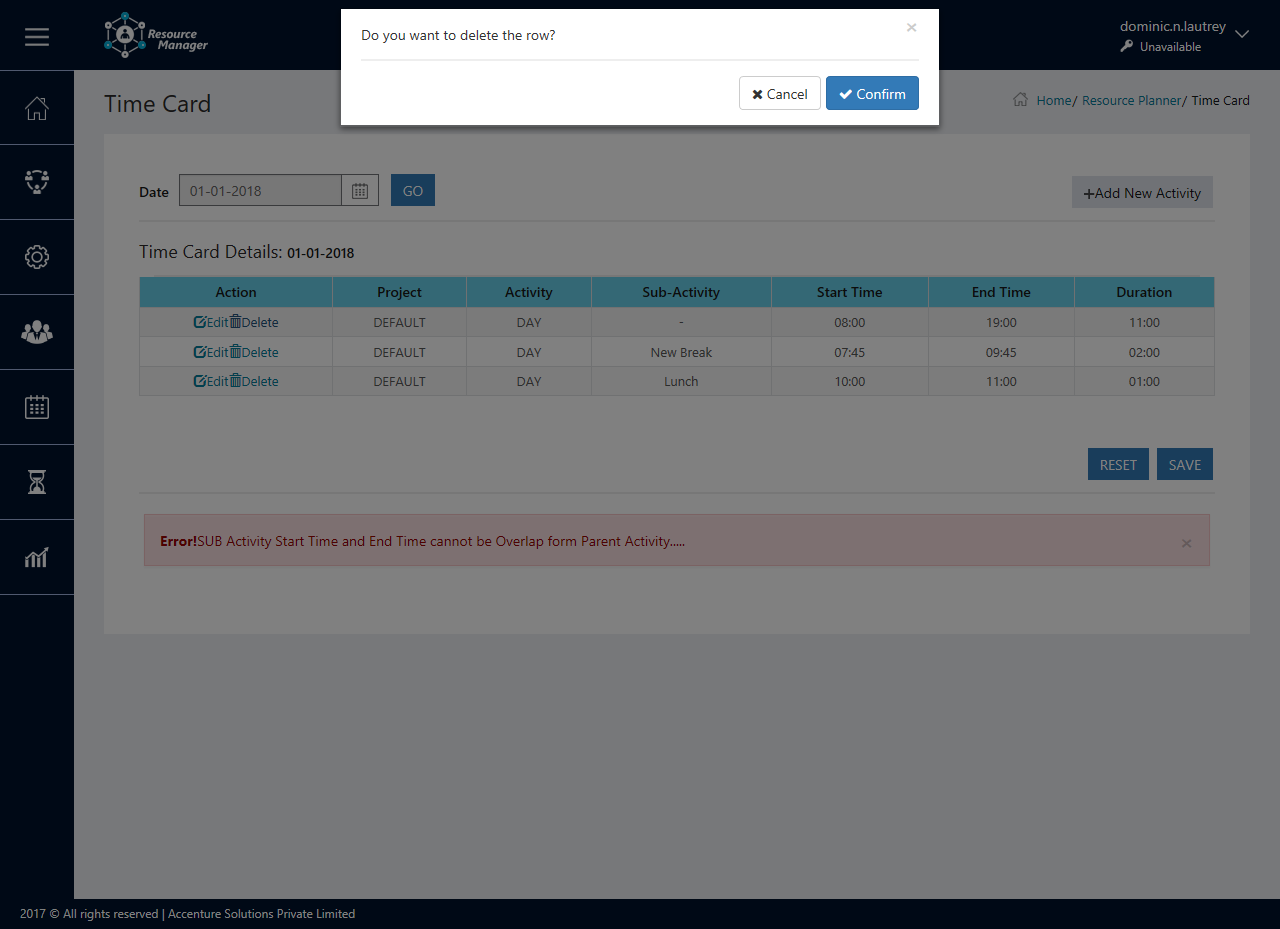 Resource
Manager
Do you want to delete the row?
×
Cancel
Confirm
dominic.n.lautrey
Unavailable
Time Card
Home/ Resource Planner/ Time Card
Date
01-01-2018
GO
+Add New Activity
Time Card Details: 01-01-2018
Action Project Activity Sub-Activity Start Time End Time Duration
Edit Delete DEFAULT DAY - 08:00 19:00 11:00
Edit Delete DEFAULT DAY New Break 07:45 09:45 02:00
Edit Delete DEFAULT DAY Lunch 10:00 11:00 01:00
RESET
SAVE
Error!SUB Activity Start Time and End Time cannot be Overlap form Parent Activity.....
×
2017 © All rights reserved | Accenture Solutions Private Limited